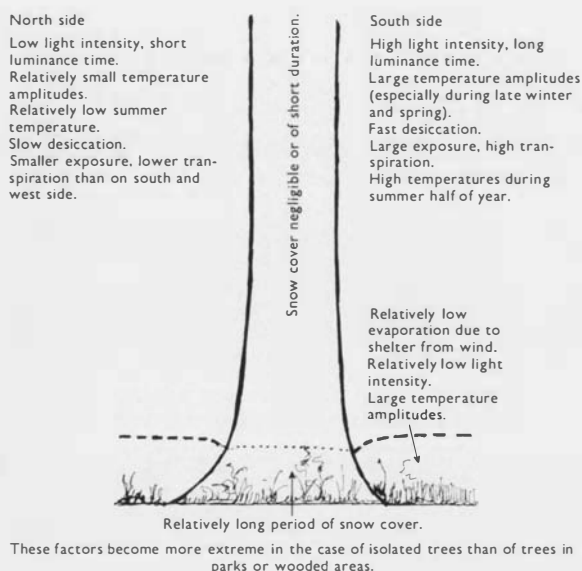 North side
Low light intensity, short
luminance time.
Relatively small temperature
amplitudes.
Relatively low summer
temperature.
Slow desiccation.
Smaller exposure, lower tran-
spiration than on south and
west side.
Snow cover negligible or of short duration.
South side
High light intensity, long
luminance time.
Large temperature amplitudes
(especially during late winter
and spring).
Fast desiccation.
Large exposure, high tran-
spiration.
High temperatures during
summer half of year.
Relatively low
evaporation due to
shelter from wind.
Relatively low light
intensity.
Large temperature
amplitudes.
Relatively long period of snow cover.
These factors become more extreme in the case of isolated trees than of trees in
parks or wooded areas.